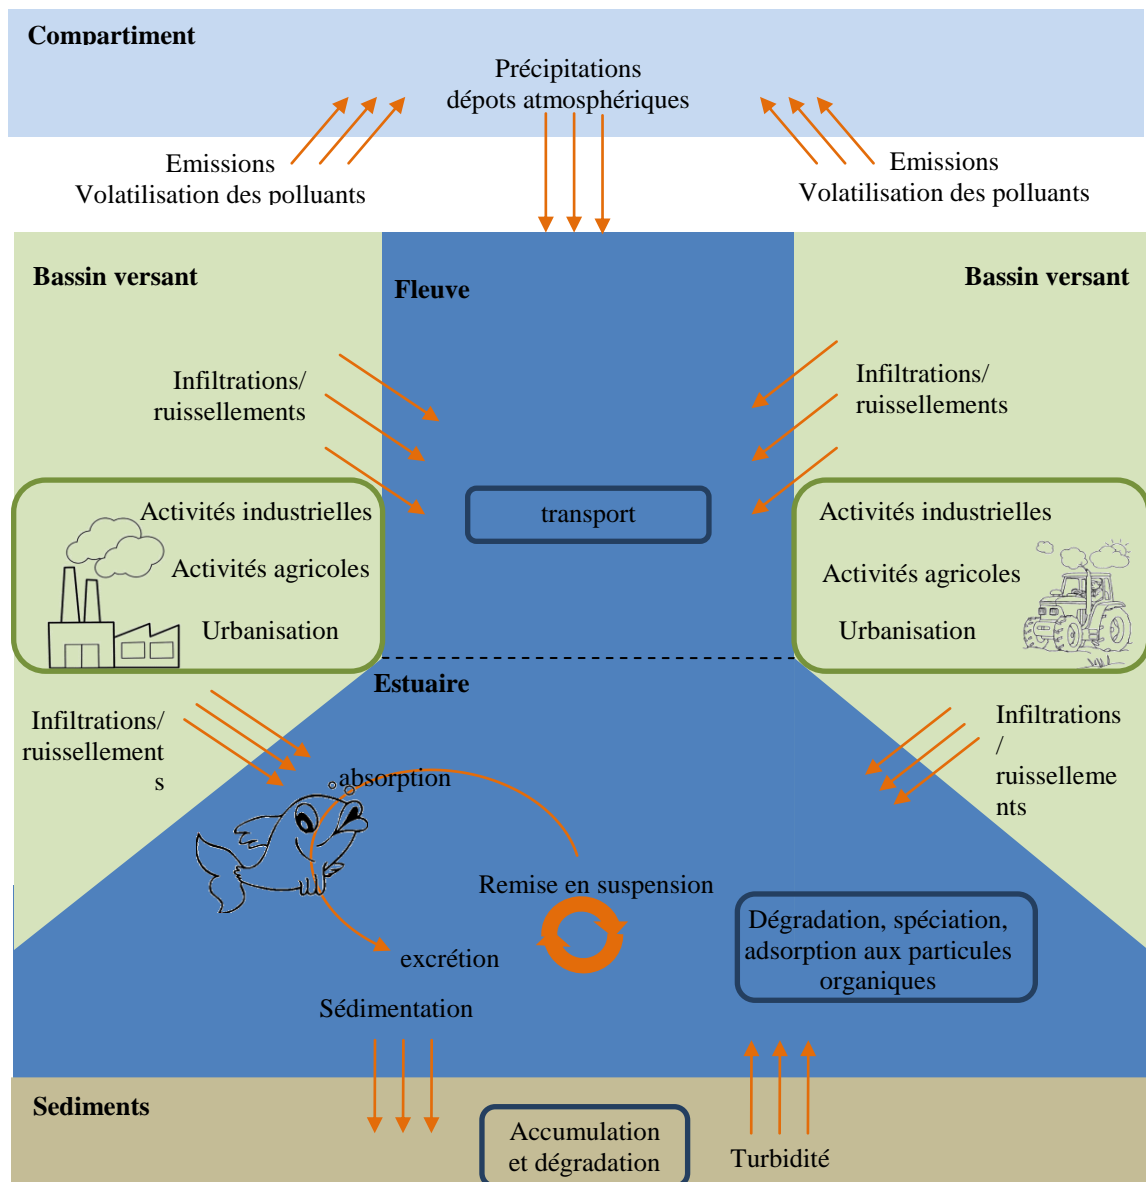 Compartiment
Précipitations
dépots atmosphériques
Emissions
Volatilisation des polluants
Emissions
Volatilisation des polluants
Bassin versant
Fleuve
Bassin versant
Infiltrations/
ruissellements
Infiltrations/
ruissellements
Activités industrielles
Activités agricoles
Urbanisation
transport
Activités industrielles
Activités agricoles
Urbanisation
Estuaire
Infiltrations/
ruissellement
s
Infiltrations
/
ruisselleme
nts
absorption
Remise en suspension
excrétion
Dégradation, spéciation,
adsorption aux particules
organiques
Sédimentation
Sediments
Accumulation
et dégradation
Turbidité